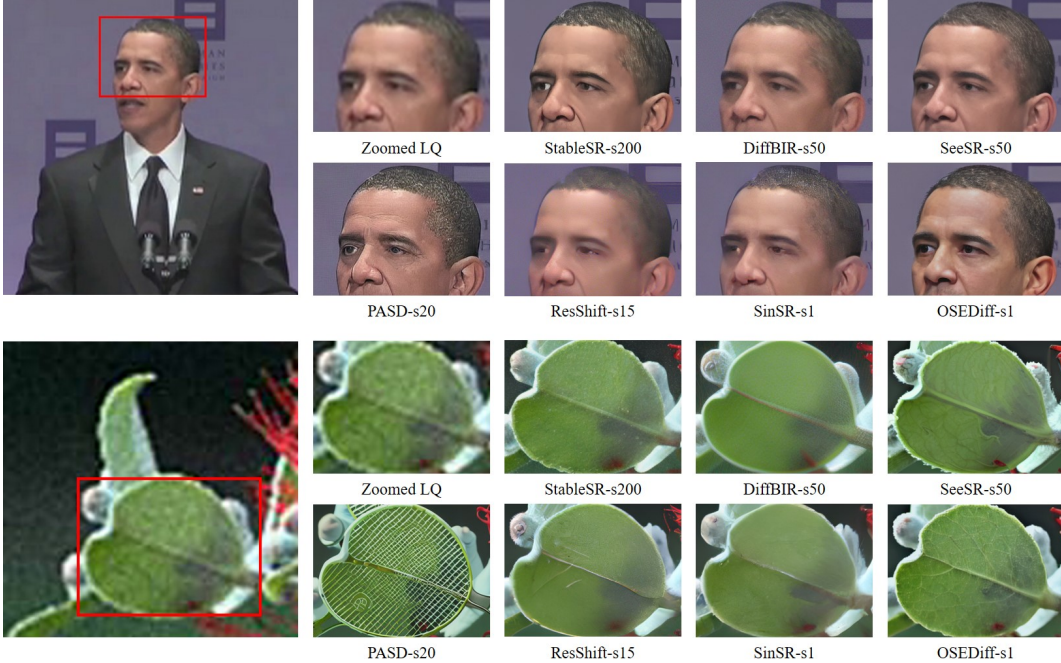 Zoomed LQ
StableSR-s200
DiffBIR-s50
SeeSR-s50
PASD-s20
ResShift-s15
SinSR-s1
OSEDiff-s1
Zoomed LQ
StableSR-s200
DiffBIR-s50
SeeSR-s50
PASD-s20
ResShift-s15
SinSR-s1
OSEDiff-s1